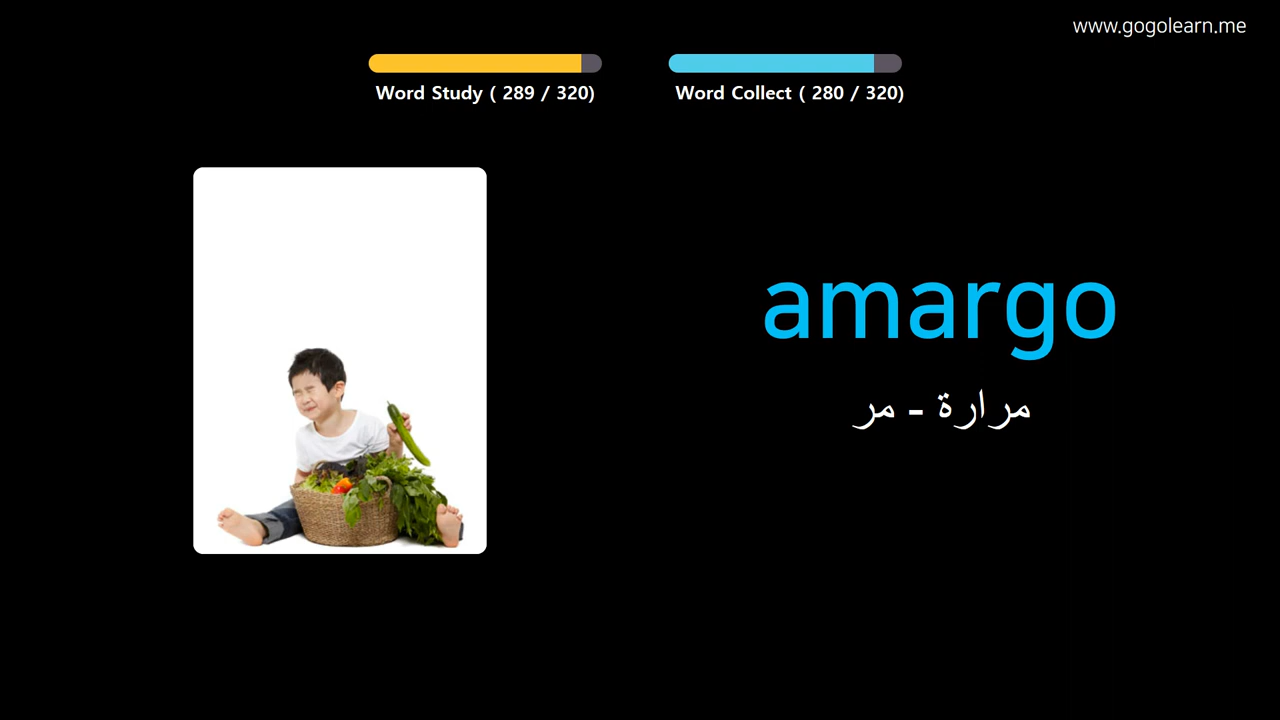 www.gogolearn.me
Word Study ( 289 / 320)
Word Collect ( 280 / 320)
amargo
مرارة - مر